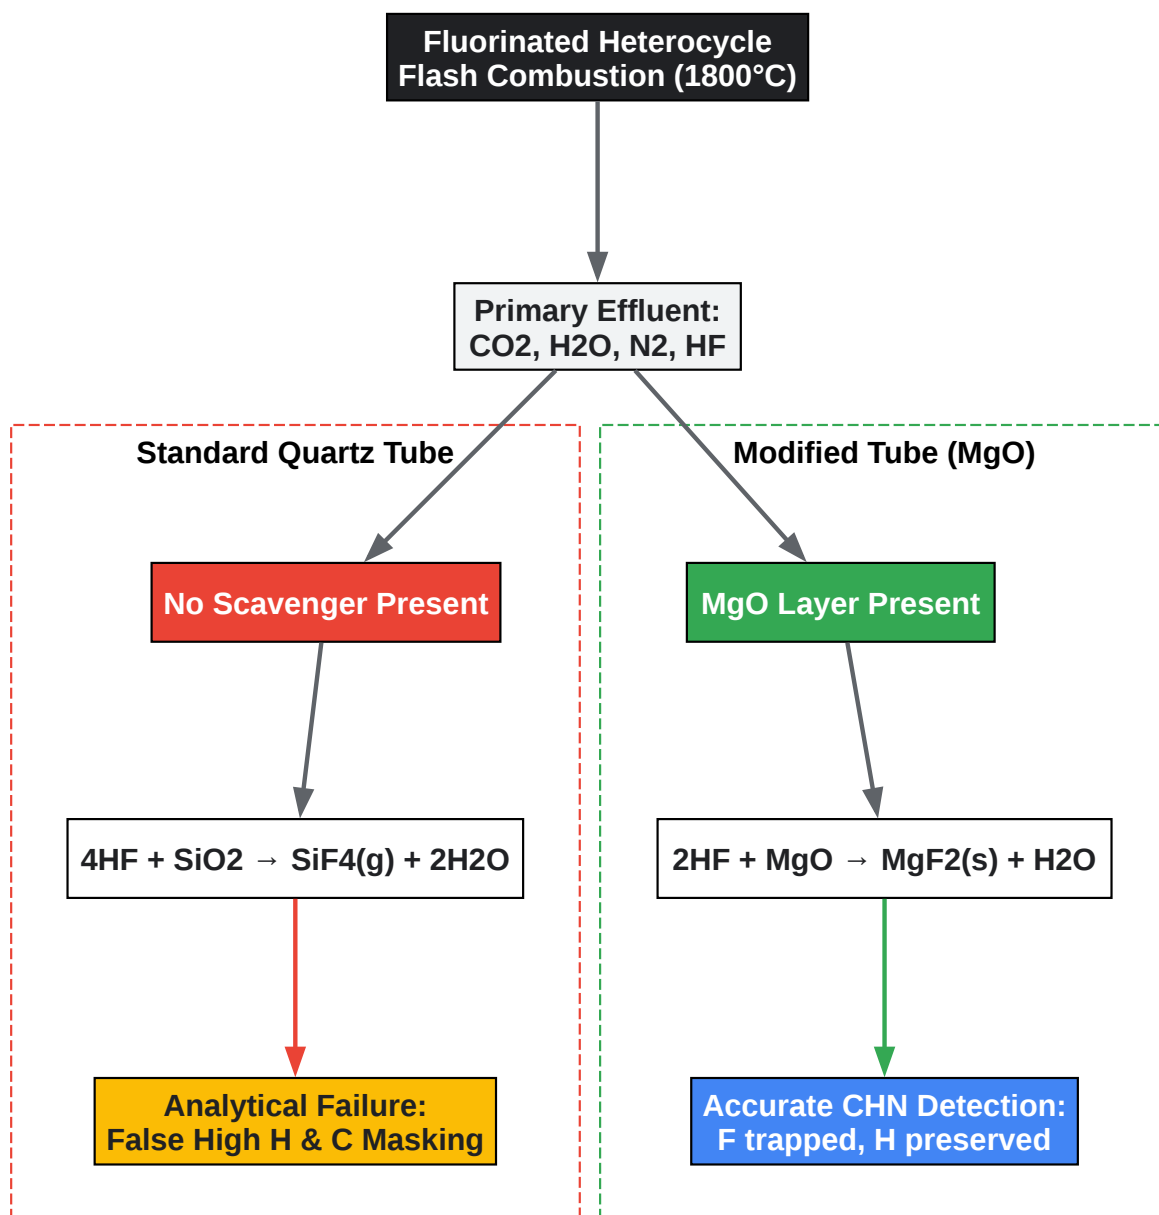 Fluorinated Heterocycle
Flash Combustion (1800°C)
Primary Effluent:
CO2, H2O, N2, HF
Standard Quartz Tube
No Scavenger Present
4HF + SiO2 → SiF4(g) + 2H2O
Analytical Failure:
False High H & C Masking
Modified Tube (MgO)
MgO Layer Present
2HF + MgO → MgF2(s) + H2O
Accurate CHN Detection:
F trapped, H preserved